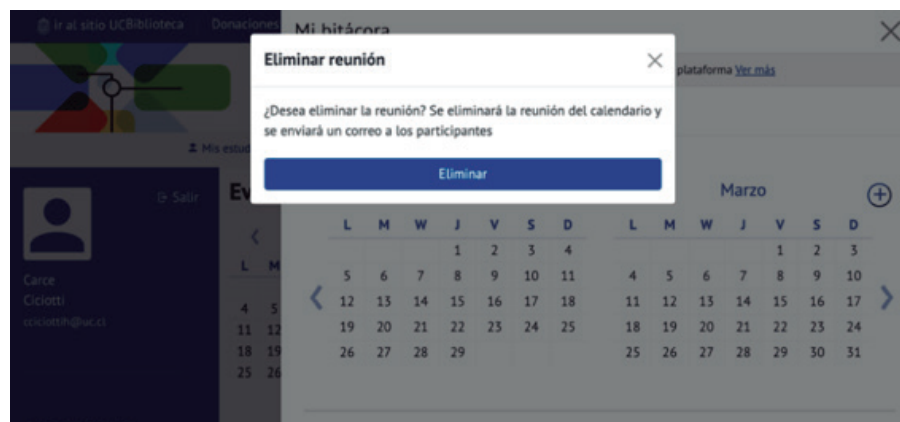 ir al sitio UCBiblioteca
Donaciones
Mi bitácora
Eliminar reunión
plataforma Ver más
¿Desea eliminar la reunión? Se eliminará la reunión del calendario y
se enviará un correo a los participantes
Eliminar
Mis estud
Salir
Ev
Carce
Ciciotti
L M
4 5
11 12
18 19
25 26
L M W J V S D
1 2 3 4
5 6 7 8 9 10 11
12 13 14 15 16 17 18
19 20 21 22 23 24 25
26 27 28 29
Marzo
L M W J V S D
1 2 3
4 5 6 7 8 9 10
11 12 13 14 15 16 17
18 19 20 21 22 23 24
25 26 27 28 29 30 31